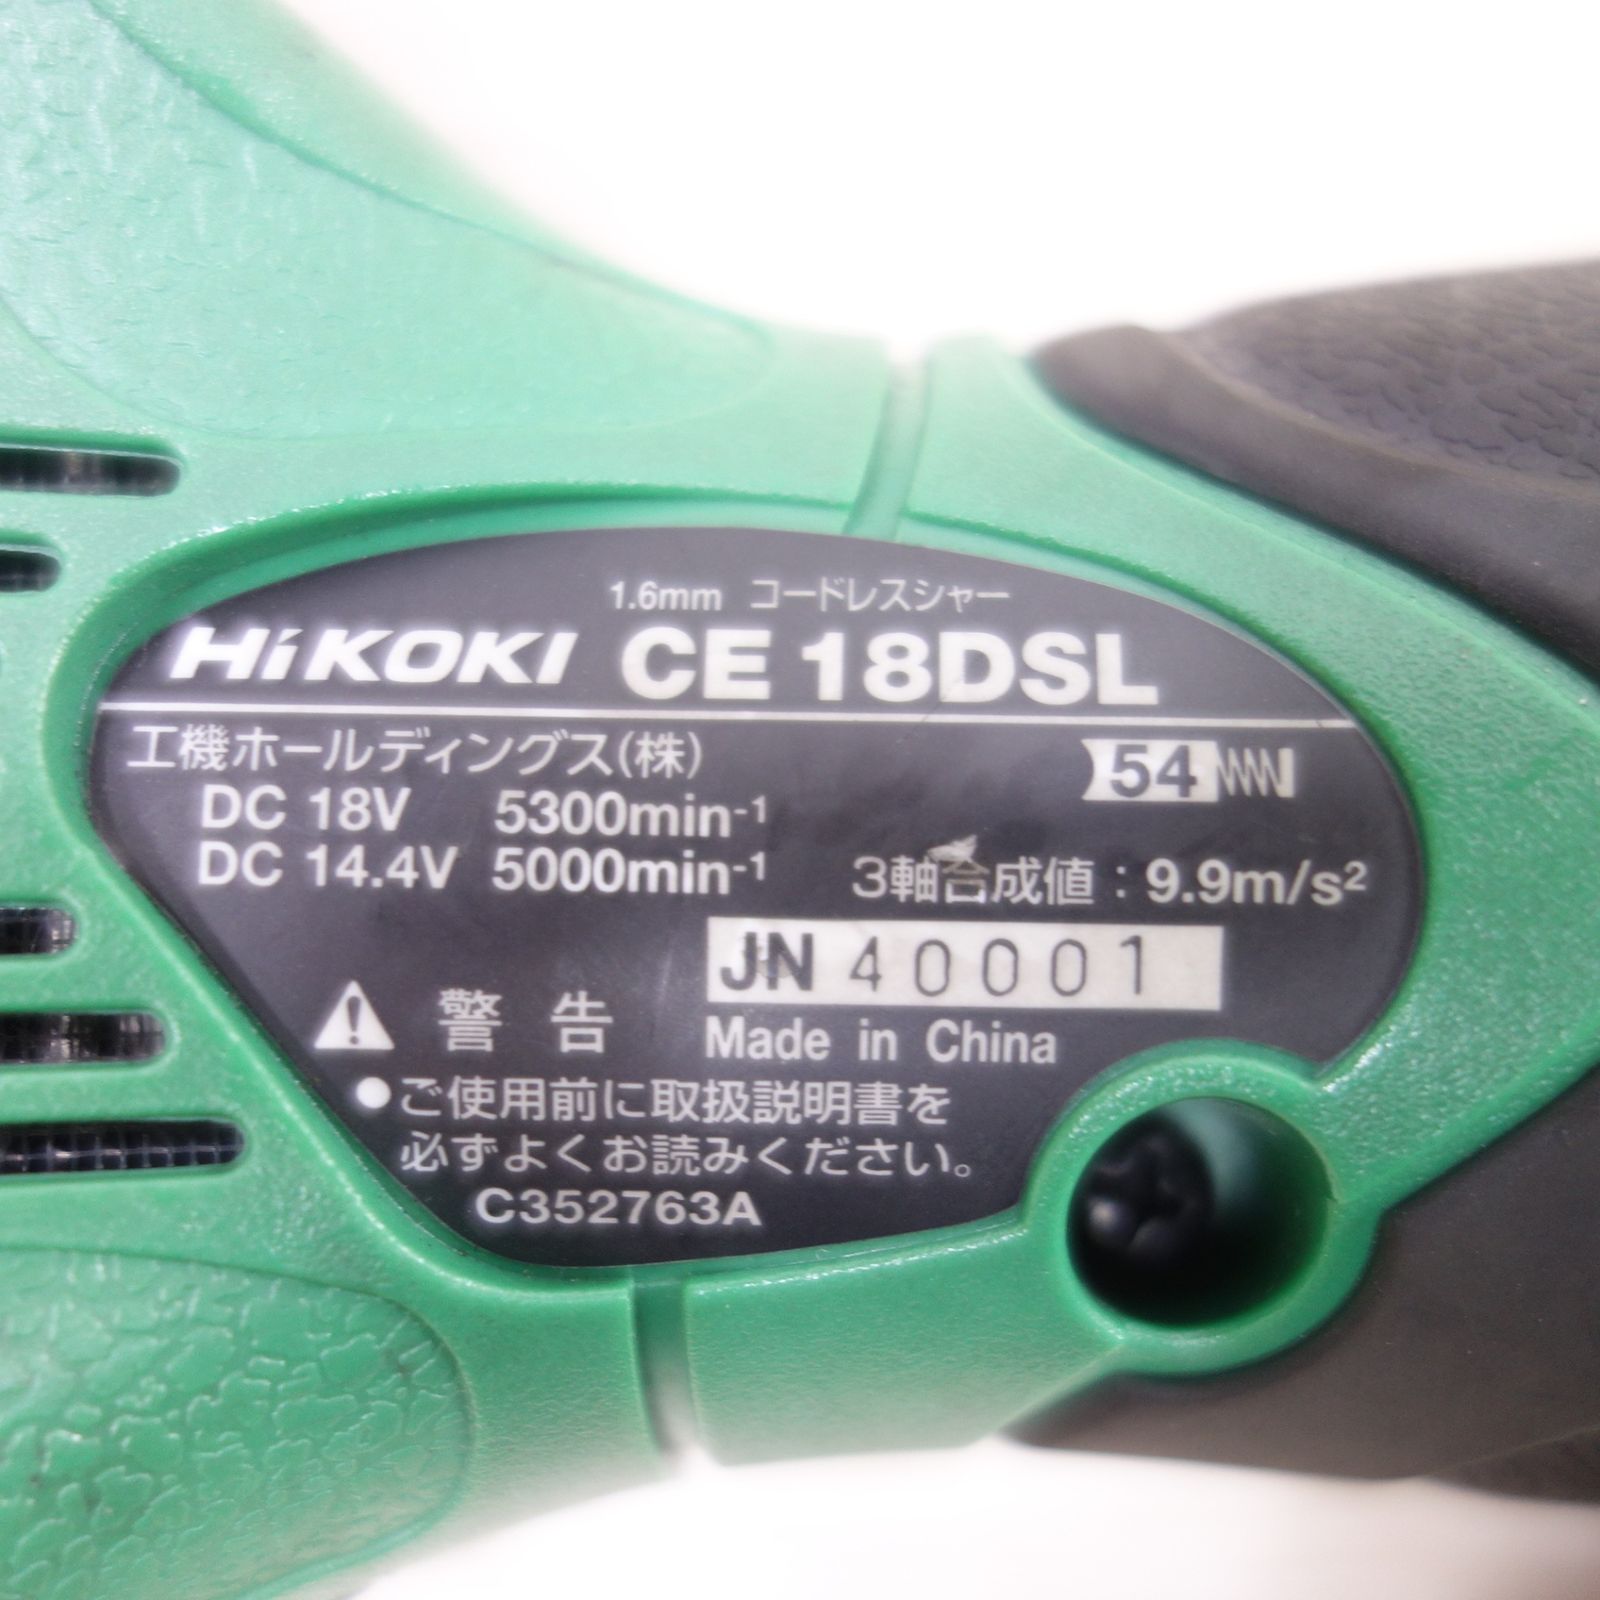 1.6mm コードレスシャー
HiKOKI CE 18DSL
工機ホールディングス(株)
54
DC 18V 5300min-1
DC 14.4V 5000min-1
3軸合成値：9.9m/s²
JN 40001
Made in China
警 告
●ご使用前に取扱説明書を
必ずよくお読みください。
C352763A